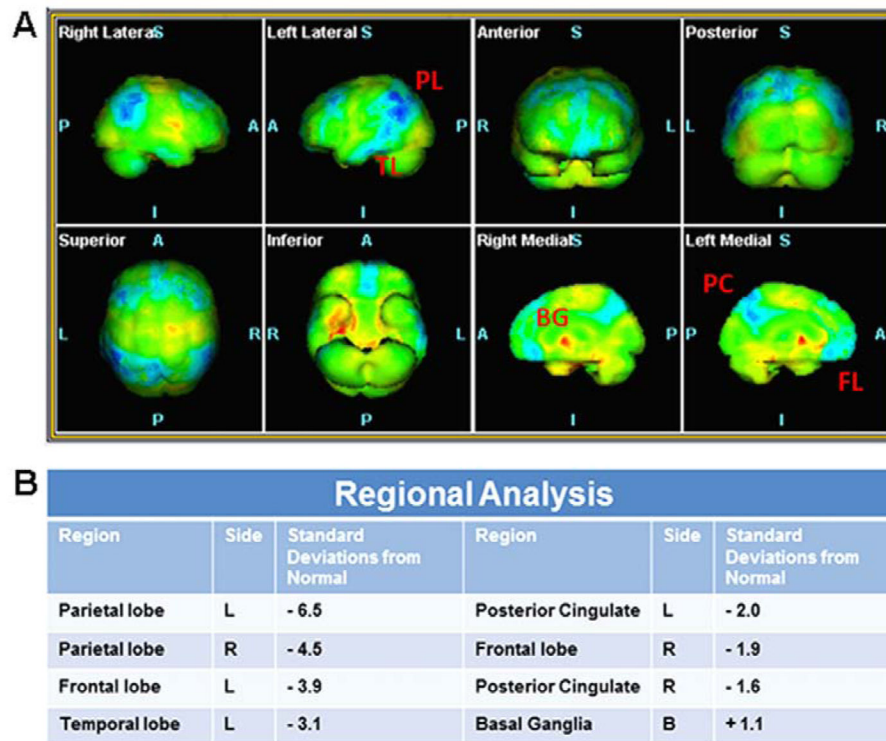 A
Right Lateral S
Left Lateral S
Anterior S
Posterior S
PL
P A
A P
R L
L R
TL
I I I I
Superior A
Inferior A
Right Medial S
Left Medial S
PC
BG
L R
R L
A P
P A
FL
P P I I
B
Regional Analysis
Region Side Standard Deviations from Normal Region Side Standard Deviations from Normal
Parietal lobe L - 6.5 Posterior Cingulate L - 2.0
Parietal lobe R - 4.5 Frontal lobe R - 1.9
Frontal lobe L - 3.9 Posterior Cingulate R - 1.6
Temporal lobe L - 3.1 Basal Ganglia B + 1.1